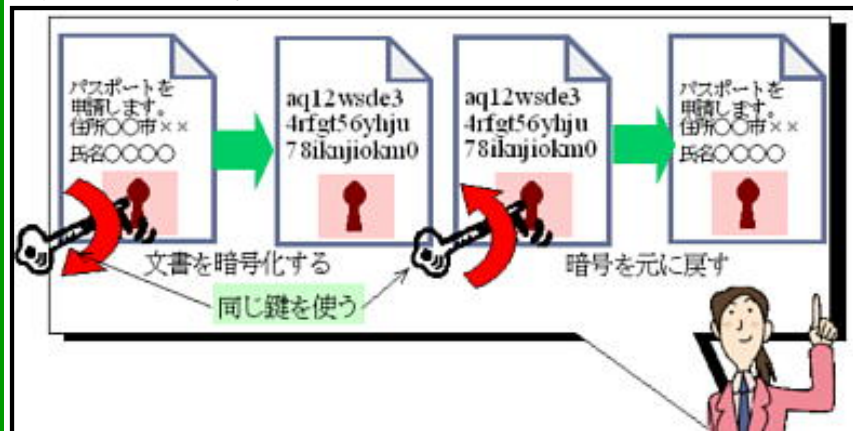 パスポートを
申請します。
住所○○市××
氏名○○○○
aq12wsde3
4rfgt56yhju
78iknjiokm0
aq12wsde3
4rfgt56yhju
78iknjiokm0
パスポートを
申請します。
住所○○市××
氏名○○○○
文書を暗号化する
暗号を元に戻す
同じ鍵を使う